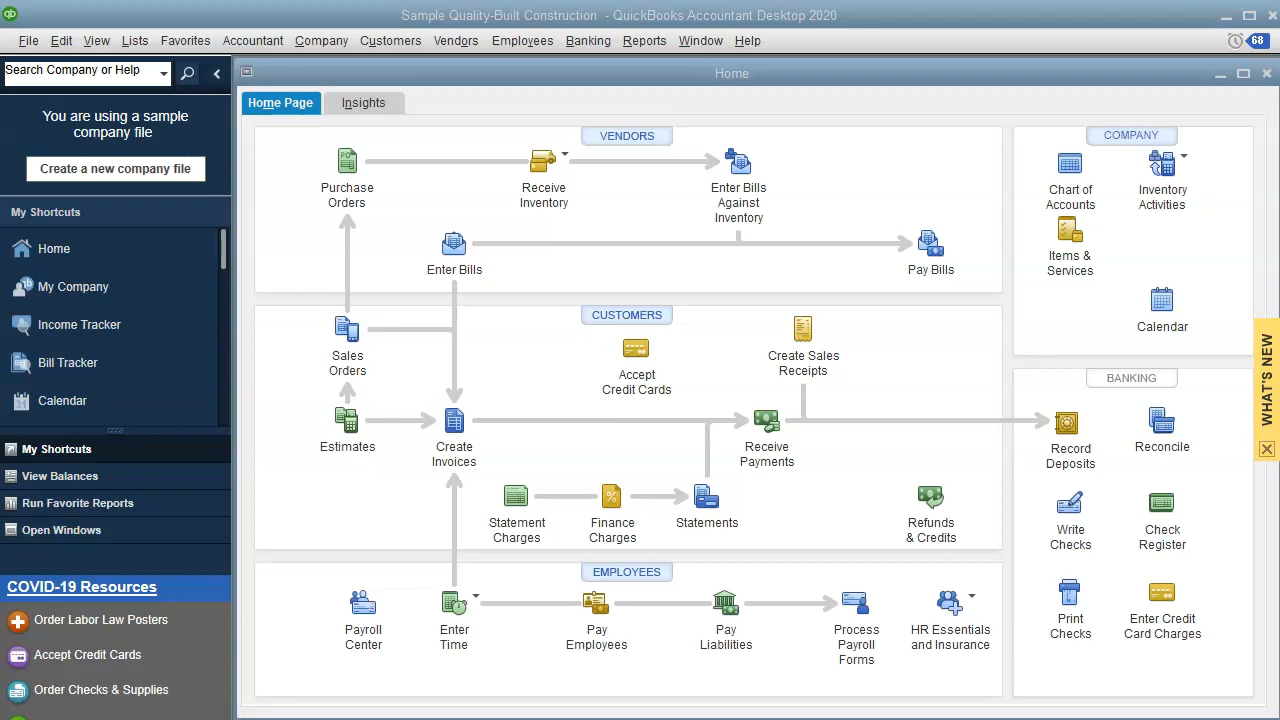 qb
Sample Quality-Built Construction - QuickBooks Accountant Desktop 2020
File Edit View Lists Favorites Accountant Company Customers Vendors Employees Banking Reports Window Help
68
Search Company or Help
You are using a sample
company file
Create a new company file
My Shortcuts
Home
My Company
Income Tracker
Bill Tracker
31
Calendar
My Shortcuts
View Balances
Run Favorite Reports
Open Windows
COVID-19 Resources
Order Labor Law Posters
Accept Credit Cards
Order Checks & Supplies
Home
Home Page
Insights
VENDORS
PO
Purchase
Orders
Receive
Inventory
Enter Bills
Against
Inventory
Enter Bills
Pay Bills
CUSTOMERS
Sales
Orders
Accept
Credit Cards
Create Sales
Receipts
Estimates
Create
Invoices
Receive
Payments
Statement
Charges
%
Finance
Charges
Statements
Refunds
& Credits
EMPLOYEES
Payroll
Center
Enter
Time
Pay
Employees
Pay
Liabilities
Process
Payroll
Forms
HR Essentials
and Insurance
COMPANY
Chart of
Accounts
Inventory
Activities
Items &
Services
Calendar
BANKING
Record
Deposits
Reconcile
Write
Checks
Check
Register
Print
Checks
Enter Credit
Card Charges
WHAT'S NEW